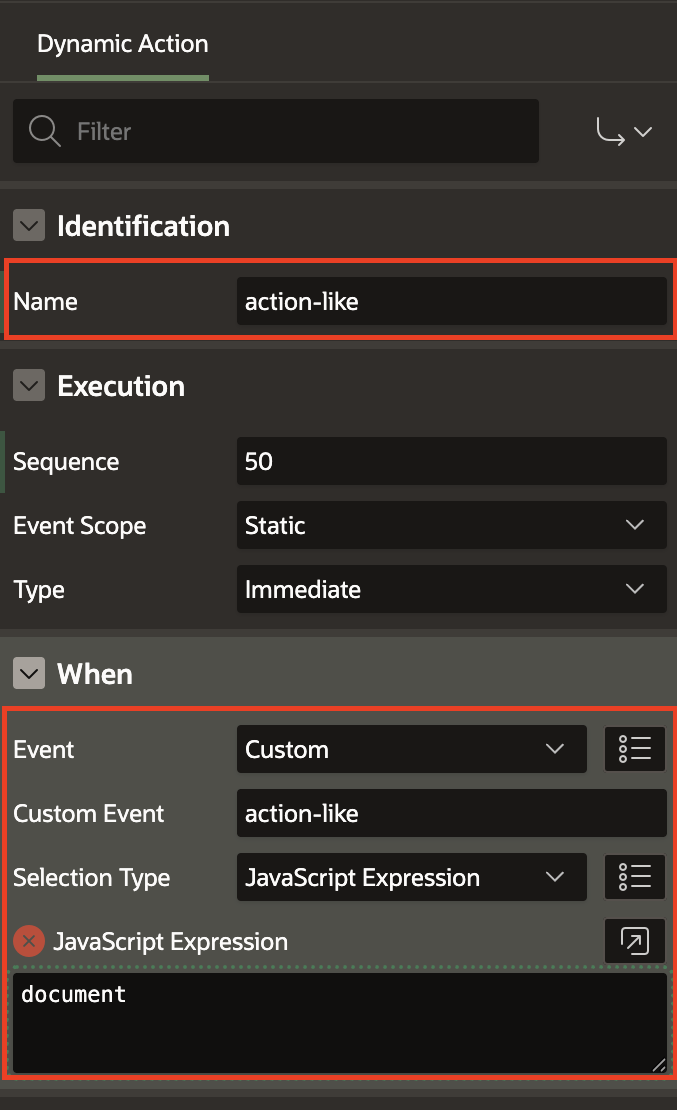 Dynamic Action
Filter
Identification
Name action-like
Execution
Sequence 50
Event Scope Static
Type Immediate
When
Event Custom
Custom Event action-like
Selection Type JavaScript Expression
JavaScript Expression
document